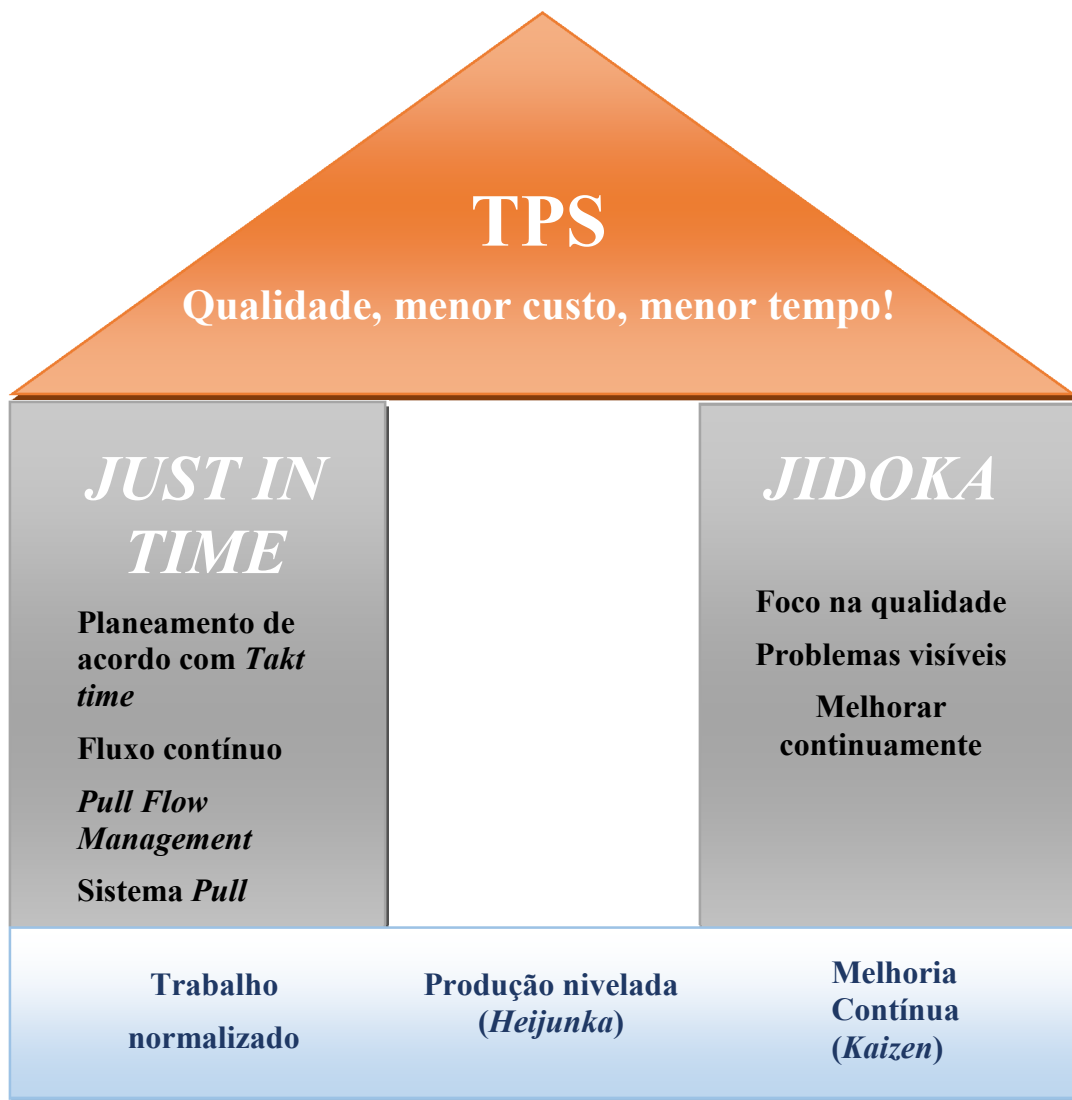 TPS
Qualidade, menor custo, menor tempo!
JUST IN
TIME
Planeamento de
acordo com Takt
time
Fluxo contínuo
Pull Flow
Management
Sistema Pull
JIDOKA
Foco na qualidade
Problemas visíveis
Melhorar
continuamente
Trabalho
normalizado
Produção nivelada
(Heijunka)
Melhoria
Contínua
(Kaizen)